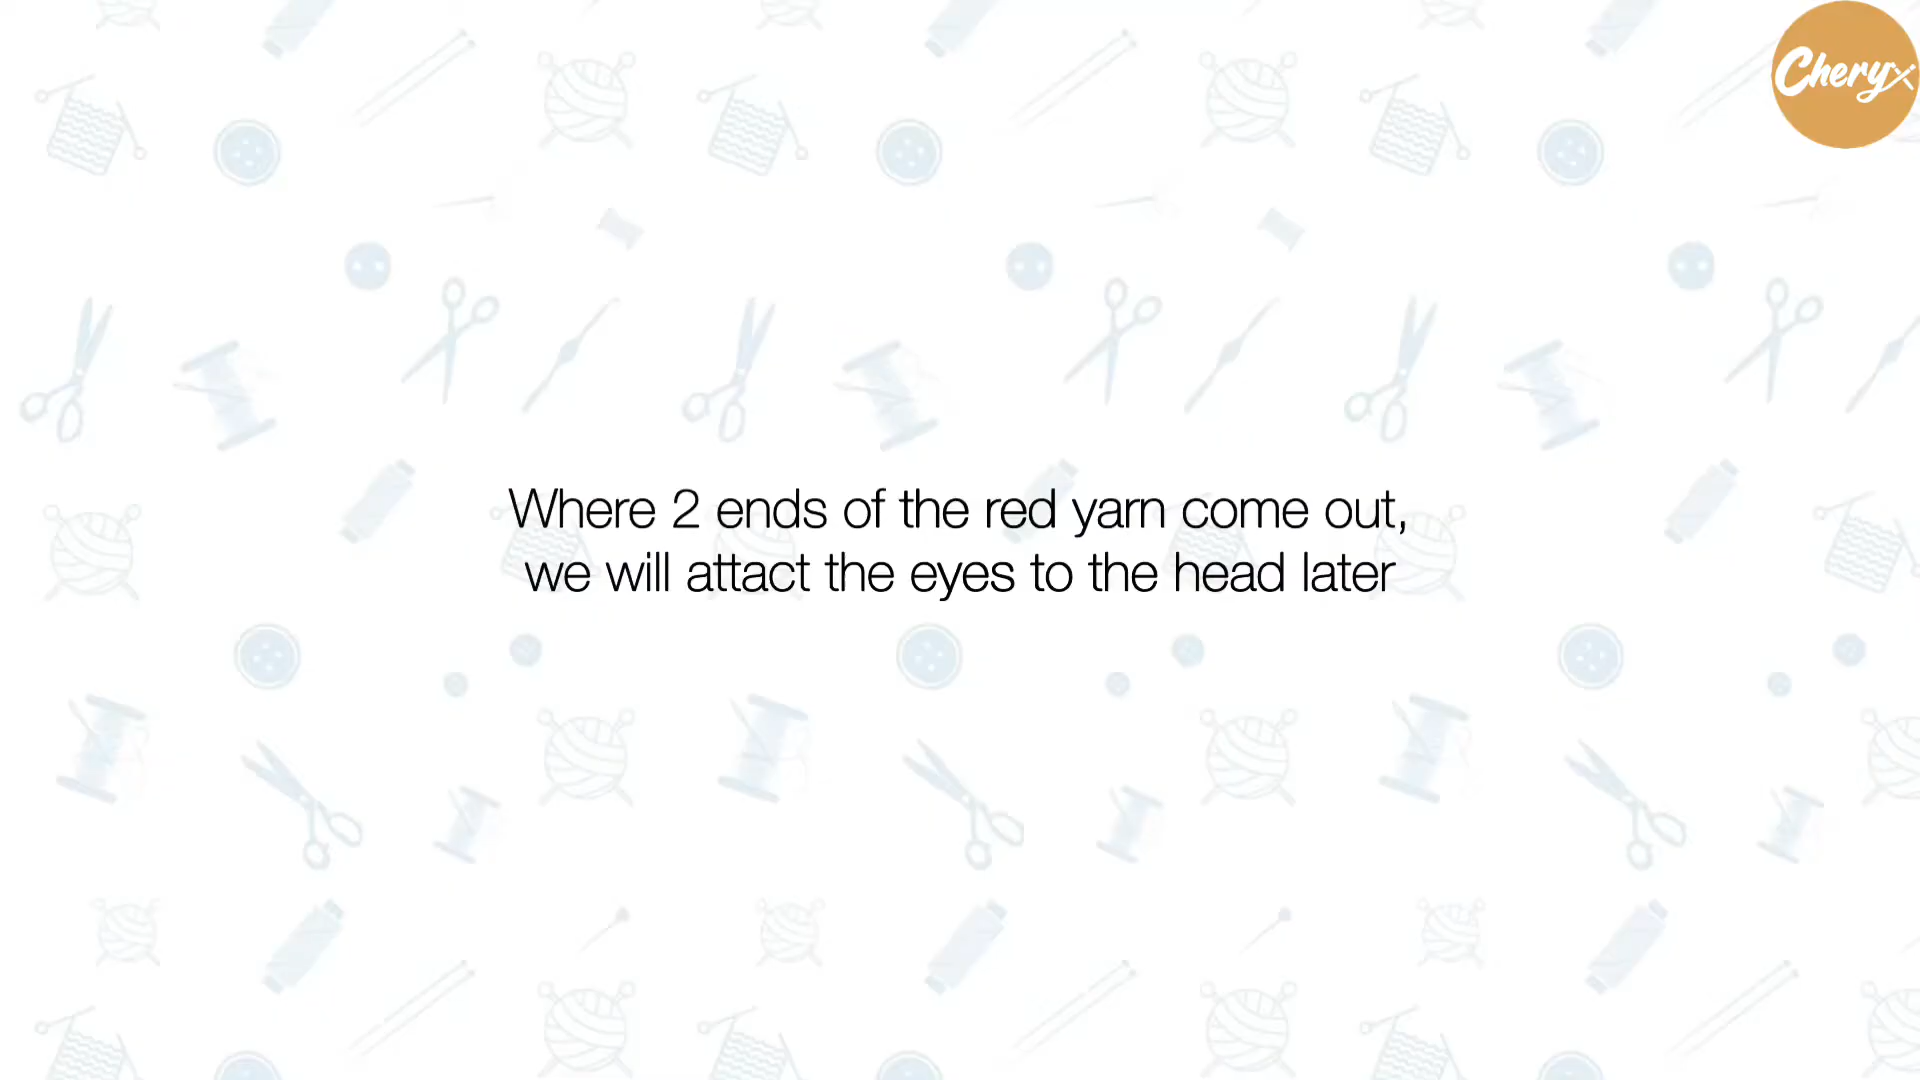 Cheryx
Where 2 ends of the red yarn come out,
we will attact the eyes to the head later